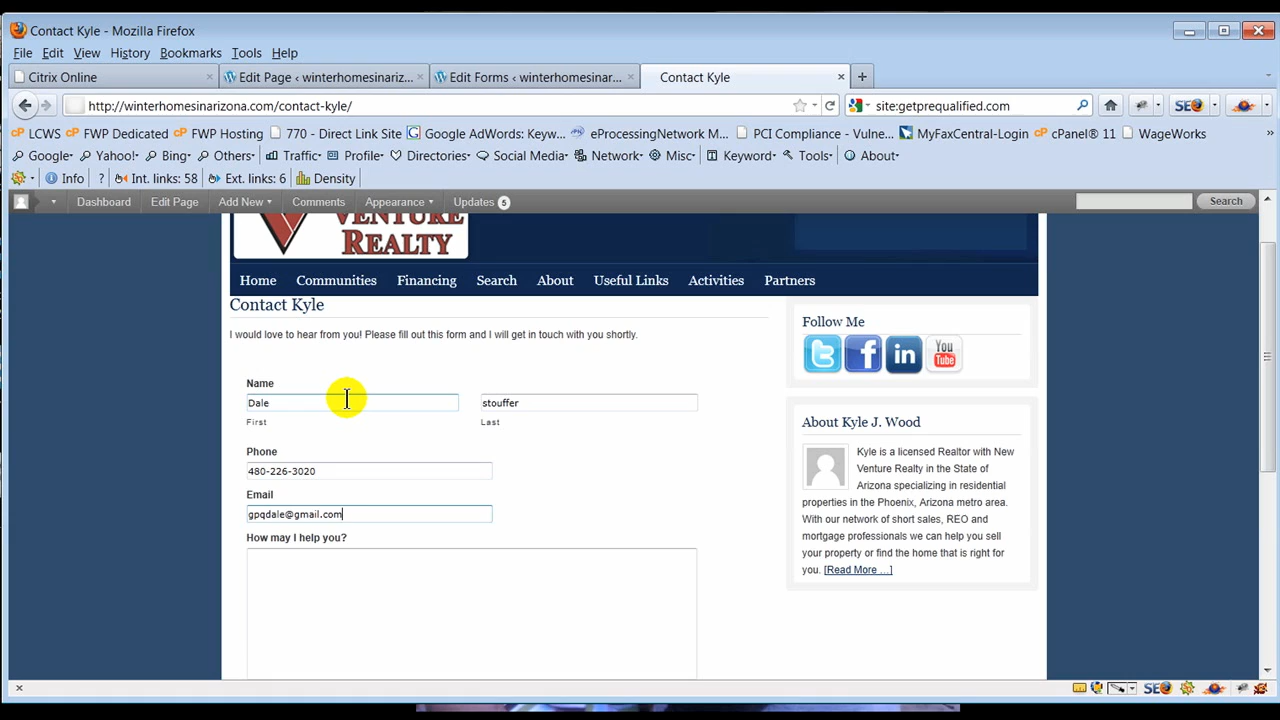 Contact Kyle - Mozilla Firefox
File Edit View History Bookmarks Tools Help
Citrix Online
Edit Page ‹ winterhomesinariz...
Edit Forms ‹ winterhomesinar...
Contact Kyle
http://winterhomesinarizona.com/contact-kyle/
site:getprequalified.com
LCWS FWP Dedicated FWP Hosting 770 - Direct Link Site Google AdWords: Keyw... eProcessingNetwork M... PCI Compliance - Vulne... MyFaxCentral-Login cPanel® 11 WageWorks
Google Yahoo! Bing Others Traffic Profile Directories Social Media Network Misc Keyword Tools About
Info ? Int. links: 58 Ext. links: 6 Density
Dashboard Edit Page Add New Comments Appearance Updates 5 Search
VENTURE
REALTY
Home Communities Financing Search About Useful Links Activities Partners
Contact Kyle
I would love to hear from you! Please fill out this form and I will get in touch with you shortly.
Name
Dale stouffer
First Last
Phone
480-226-3020
Email
gpqdale@gmail.com
How may I help you?
Follow Me
You
Tube
About Kyle J. Wood
Kyle is a licensed Realtor with New
Venture Realty in the State of
Arizona specializing in residential
properties in the Phoenix, Arizona metro area.
With our network of short sales, REO and
mortgage professionals we can help you sell
your property or find the home that is right for
you. [Read More ...]